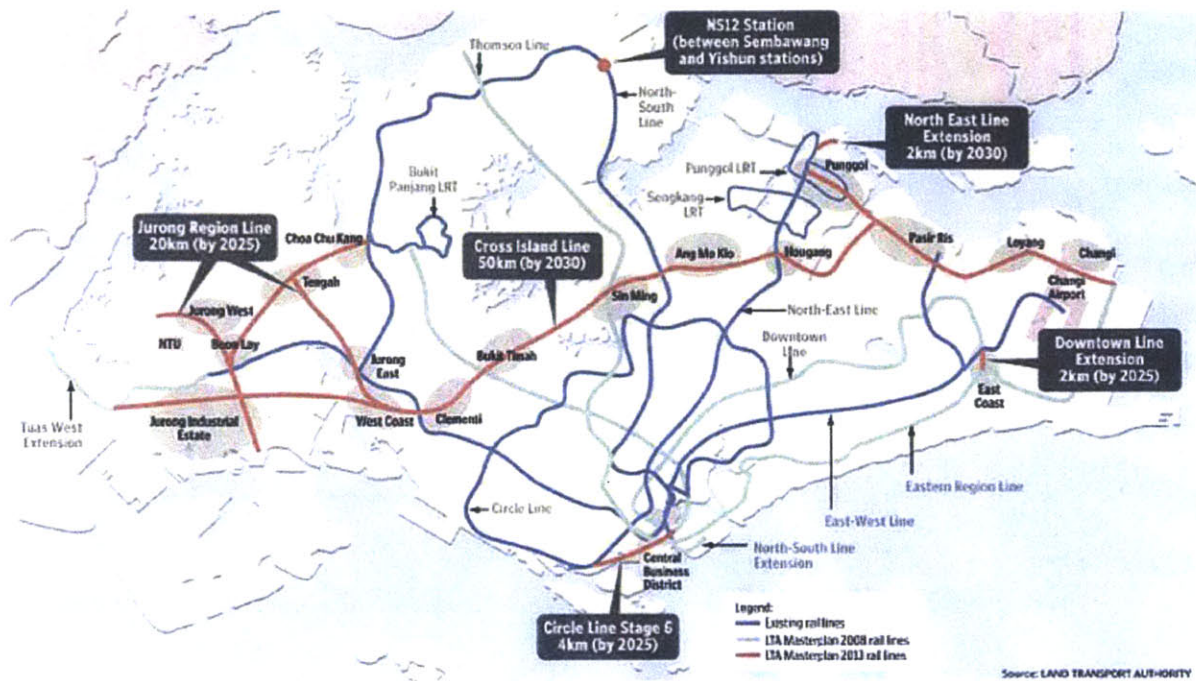 NS12 Station
(between Sembawang
and Yishun stations)
Thomson Line
North-
South
Line
North East Line
Extension
2km (by 2030)
Punggol LRT
Punggol
Sengkang
LRT
Bukit
Panjang LRT
Jurong Region Line
20km (by 2025)
Choa Chu Kang
Cross Island Line
50km (by 2030)
Ang Mo Kio
Hougang
Pasir Ris
Loyang
Changi
Tengah
Changi
Airport
Sin Ming
Jurong West
North-East Line
NTU
Boon Lay
Bukit Timah
Downtown
Line
Downtown Line
Extension
2km (by 2025)
Jurong
East
East
Coast
Tuas West
Extension
Jurong Industrial
Estate
West Coast
Clementi
Eastern Region Line
Circle Line
East-West Line
North-South Line
Extension
Central
Business
District
Circle Line Stage 6
4km (by 2025)
Legend:
Existing rail lines
LTA Masterplan 2008 rail lines
LTA Masterplan 2013 rail lines
Source: LAND TRANSPORT AUTHORITY